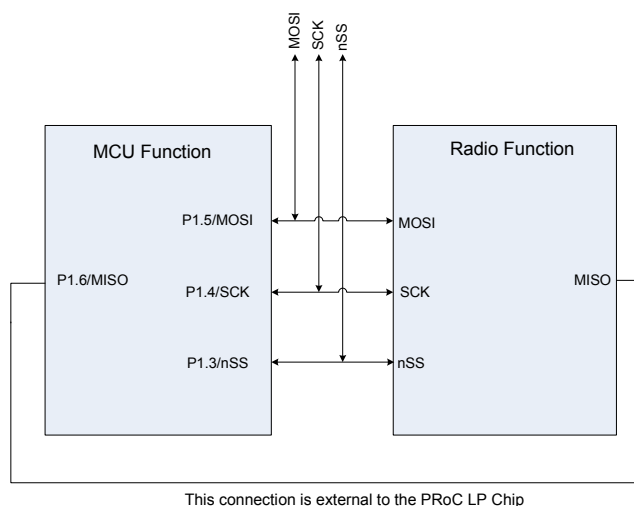 MOSI
SCK
nSS
MCU Function
Radio Function
P1.5/MOSI
MOSI
P1.6/MISO
P1.4/SCK
SCK
MISO
P1.3/nSS
nSS
This connection is external to the PRoC LP Chip